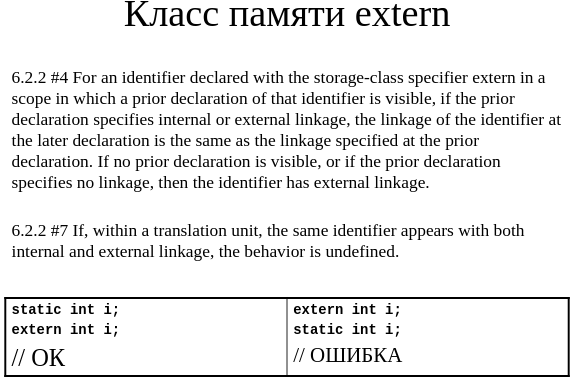 Класс памяти extern
6.2.2 #4 For an identifier declared with the storage-class specifier extern in a
scope in which a prior declaration of that identifier is visible, if the prior
declaration specifies internal or external linkage, the linkage of the identifier at
the later declaration is the same as the linkage specified at the prior
declaration. If no prior declaration is visible, or if the prior declaration
specifies no linkage, then the identifier has external linkage.
6.2.2 #7 If, within a translation unit, the same identifier appears with both
internal and external linkage, the behavior is undefined.
static int i;
extern int i;
// ОК
extern int i;
static int i;
// ОШИБКА